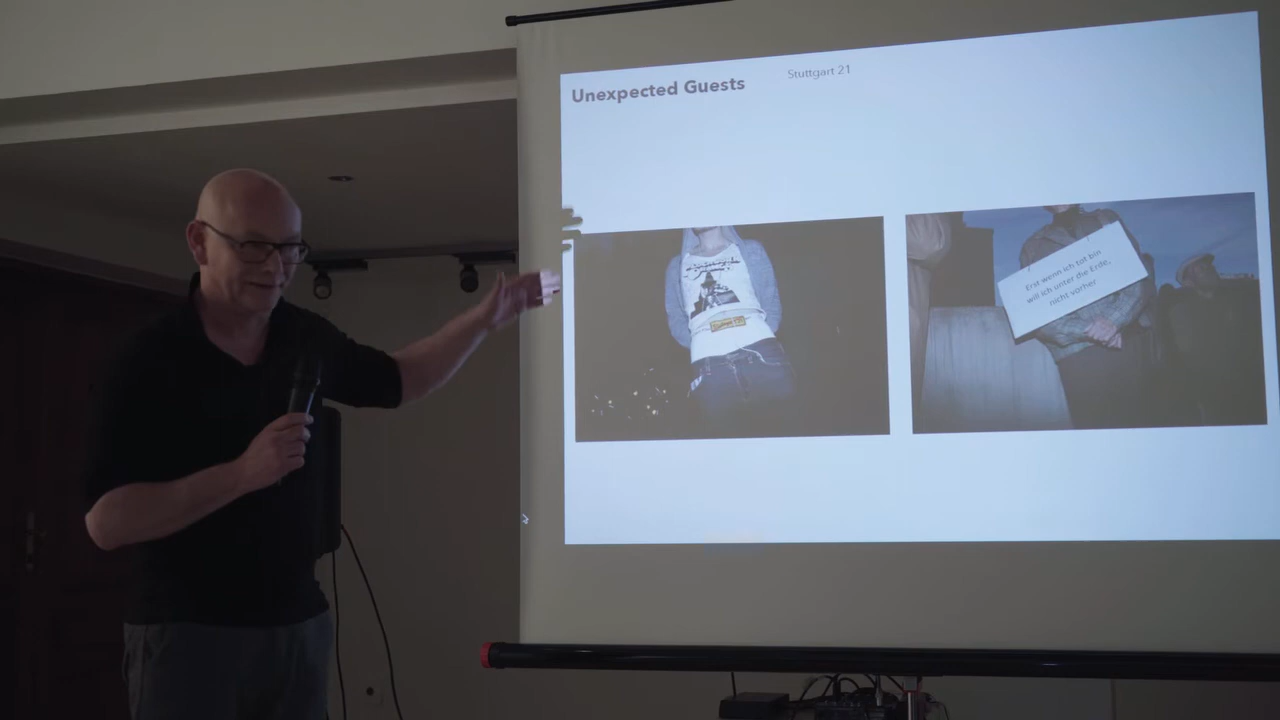 Unexpected Guests
Stuttgart 21
Erst wenn ich tot bin
will ich unter die Erde,
nicht vorher